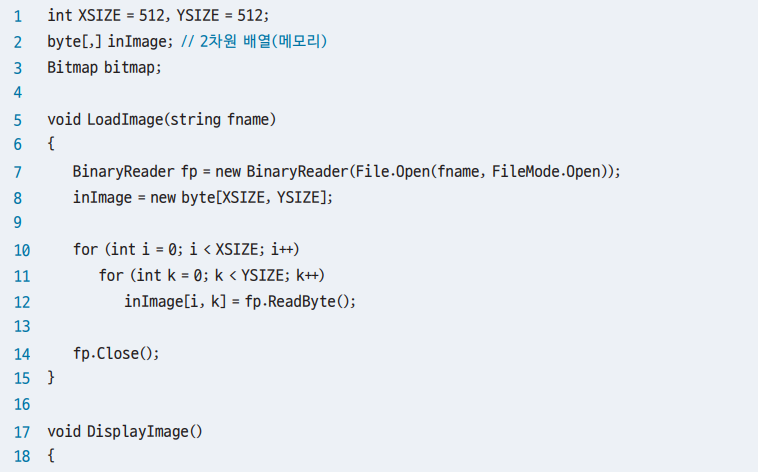 1 int XSIZE = 512, YSIZE = 512;
2 byte[,] inImage; // 2차원 배열(메모리)
3 Bitmap bitmap;
4
5 void LoadImage(string fname)
6 {
7 BinaryReader fp = new BinaryReader(File.Open(fname, FileMode.Open));
8 inImage = new byte[XSIZE, YSIZE];
9
10 for (int i = 0; i < XSIZE; i++)
11 for (int k = 0; k < YSIZE; k++)
12 inImage[i, k] = fp.ReadByte();
13
14 fp.Close();
15 }
16
17 void DisplayImage()
18 {